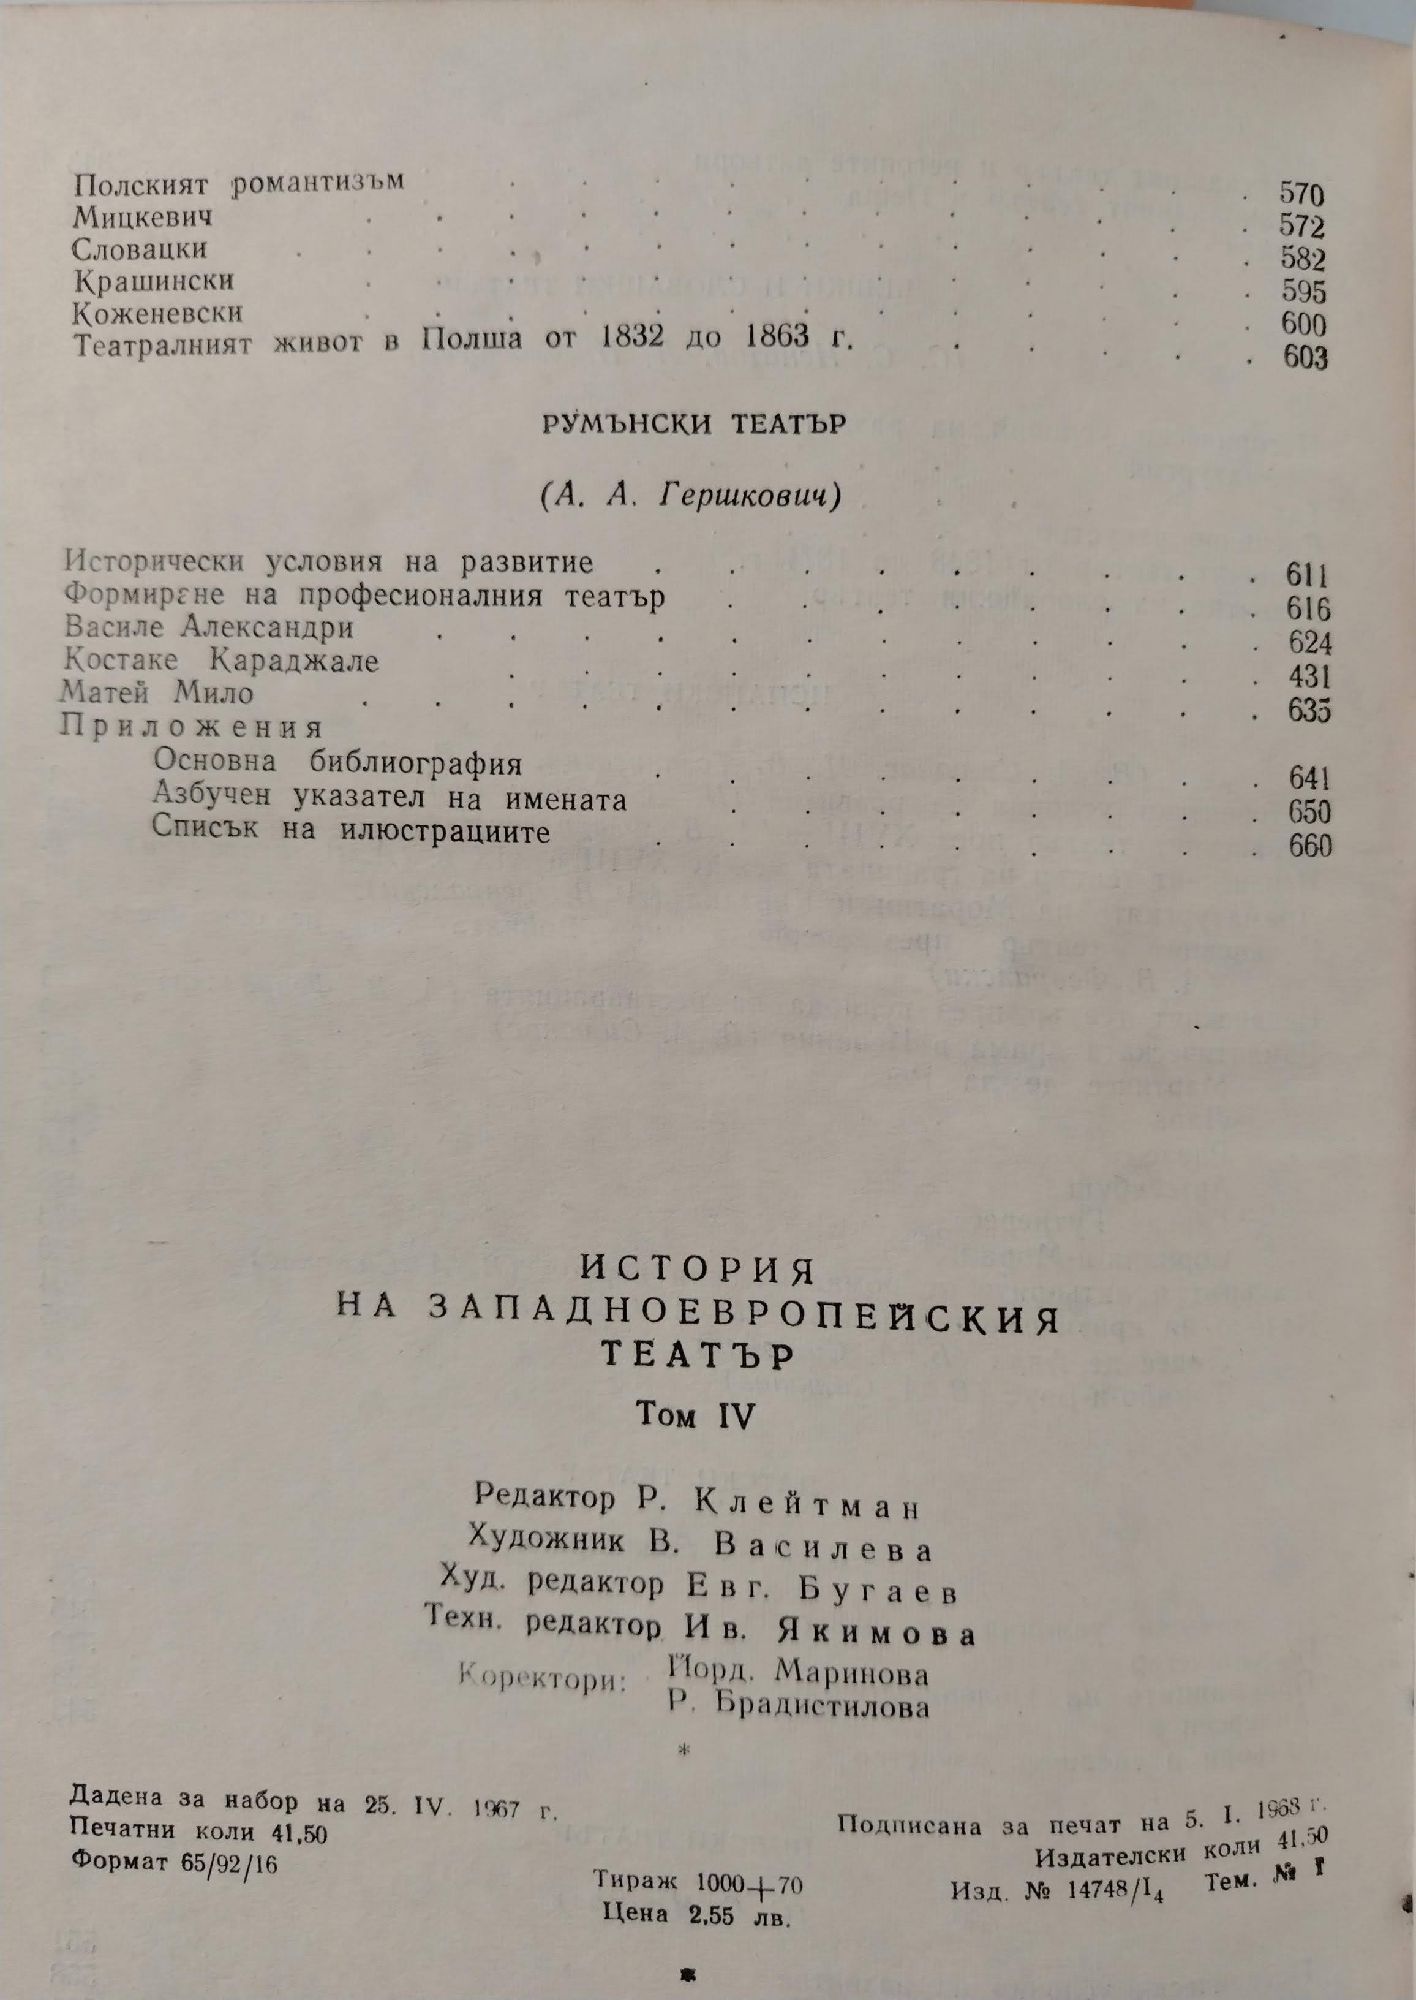 Полският романтизъм . . . . . . . . . . . 570
Мицкевич . . . . . . . . . . . . . 572
Словацки . . . . . . . . . . . . . . 582
Крашински . . . . . . . . . . . . . 595
Коженевски . . . . . . . . . . . . . 600
Театралният живот в Полша от 1832 до 1863 г. . . . . . 603
РУМЪНСКИ ТЕАТЪР
(А. А. Гершкович)
Исторически условия на развитие . . . . . . . . . 611
Формиране на професионалния театър . . . . . . . . 616
Василе Александри . . . . . . . . . . . . 624
Костаке Караджале . . . . . . . . . . . 431
Матей Мило . . . . . . . . . . . . . 635
Приложения
Основна библиография . . . . . . . . . 641
Азбучен указател на имената . . . . . . . . 650
Списък на илюстрациите . . . . . . . . . 660
ИСТОРИЯ
НА ЗАПАДНОЕВРОПЕЙСКИЯ
ТЕАТЪР
Том IV
Редактор Р. Клейтман
Художник В. Василева
Худ. редактор Евг. Бугаев
Техн. редактор Ив. Якимова
Коректори: Йорд. Маринова
Р. Брадистилова
*
Дадена за набор на 25. IV. 1967 г.
Печатни коли 41,50
Формат 65/92/16
Тираж 1000+70
Цена 2,55 лв.
Подписана за печат на 5. I. 1968 г.
Издателски коли 41,50
Изд. № 14748/I4 Тем. № I
*